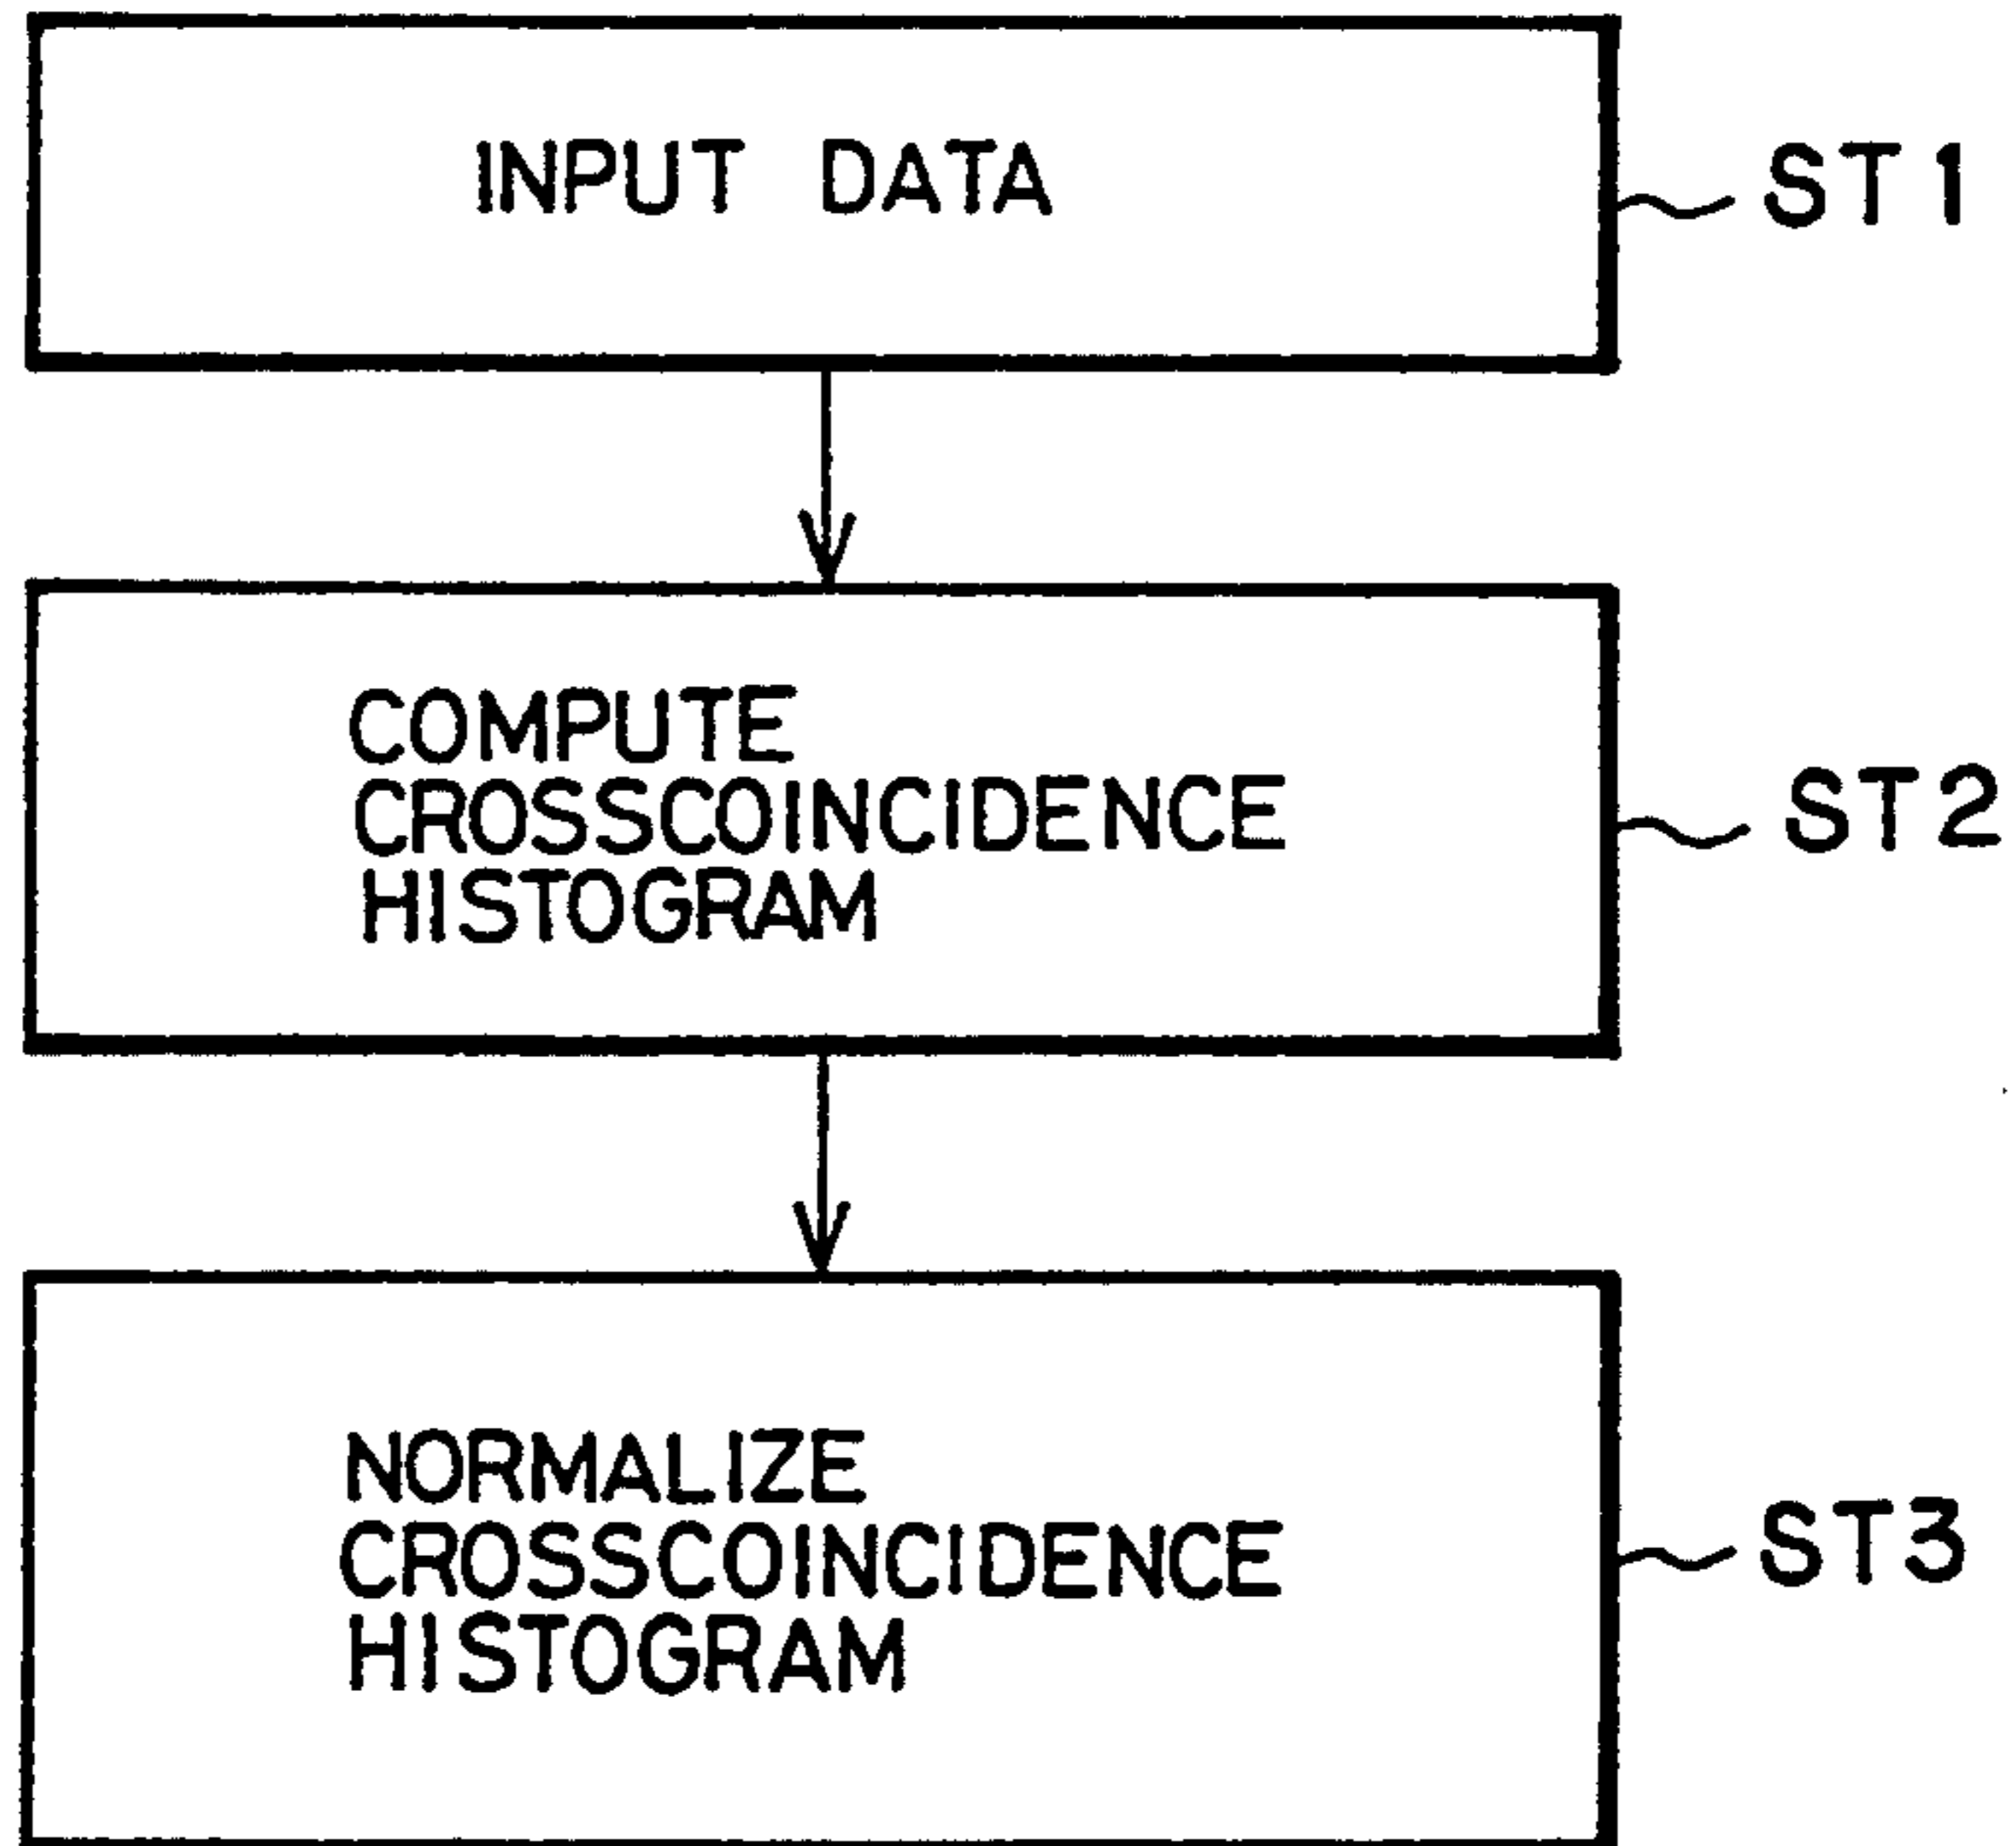 INPUT DATA
ST1
COMPUTE
CROSSCOINCIDENCE
HISTOGRAM
ST2
NORMALIZE
CROSSCOINCIDENCE
HISTOGRAM
ST3